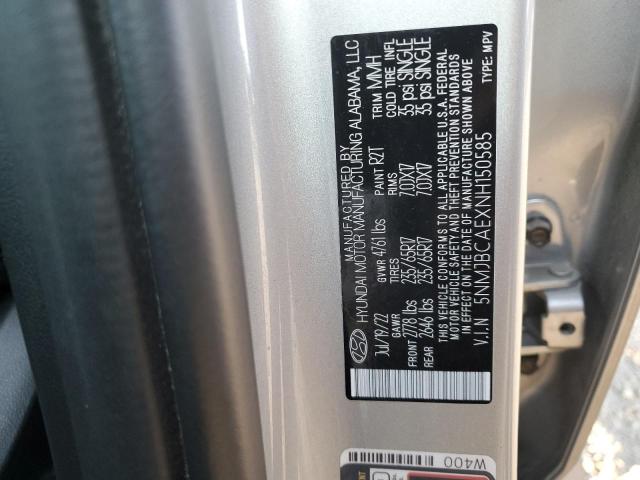 MANUFACTURED BY
HYUNDAI MOTOR MANUFACTURING ALABAMA, LLC
Jul/19/22 GVWR 4761 lbs PAINT R2T TRIM MMH
GAWR TIRES RIMS COLD TIRE INFL
FRONT 2778 lbs 235/65R17 7.00X17 35 psi SINGLE
REAR 2646 lbs 235/65R17 7.00X17 35 psi SINGLE
THIS VEHICLE CONFORMS TO ALL APPLICABLE U.S.A. FEDERAL
MOTOR VEHICLE SAFETY AND THEFT PREVENTION STANDARDS
IN EFFECT ON THE DATE OF MANUFACTURE SHOWN ABOVE
V.I.N 5NMJBCAEXNH150585 TYPE: MPV
W400